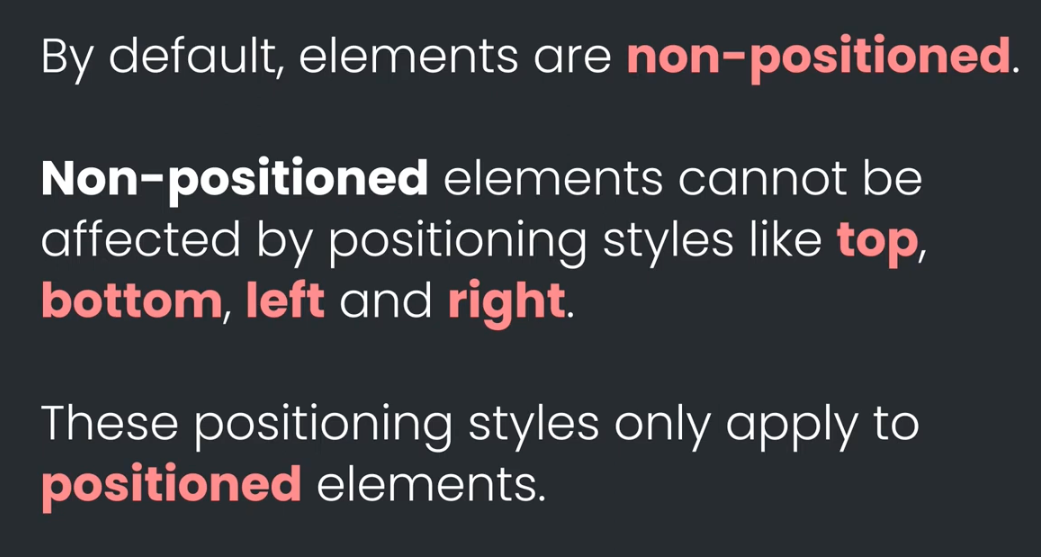 By default, elements are non-positioned.
Non-positioned elements cannot be
affected by positioning styles like top,
bottom, left and right.
These positioning styles only apply to
positioned elements.